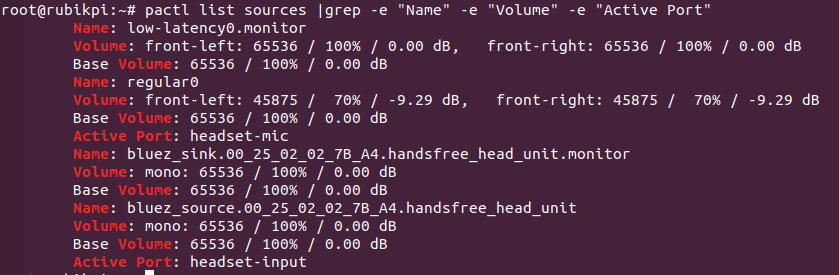 root@rubikpi:~# pactl list sources |grep -e "Name" -e "Volume" -e "Active Port"
Name: low-latency0.monitor
Volume: front-left: 65536 / 100% / 0.00 dB,   front-right: 65536 / 100% / 0.00 dB
Base Volume: 65536 / 100% / 0.00 dB
Name: regular0
Volume: front-left: 45875 /  70% / -9.29 dB,   front-right: 45875 /  70% / -9.29 dB
Base Volume: 65536 / 100% / 0.00 dB
Active Port: headset-mic
Name: bluez_sink.00_25_02_02_7B_A4.handsfree_head_unit.monitor
Volume: mono: 65536 / 100% / 0.00 dB
Base Volume: 65536 / 100% / 0.00 dB
Name: bluez_source.00_25_02_02_7B_A4.handsfree_head_unit
Volume: mono: 65536 / 100% / 0.00 dB
Base Volume: 65536 / 100% / 0.00 dB
Active Port: headset-input